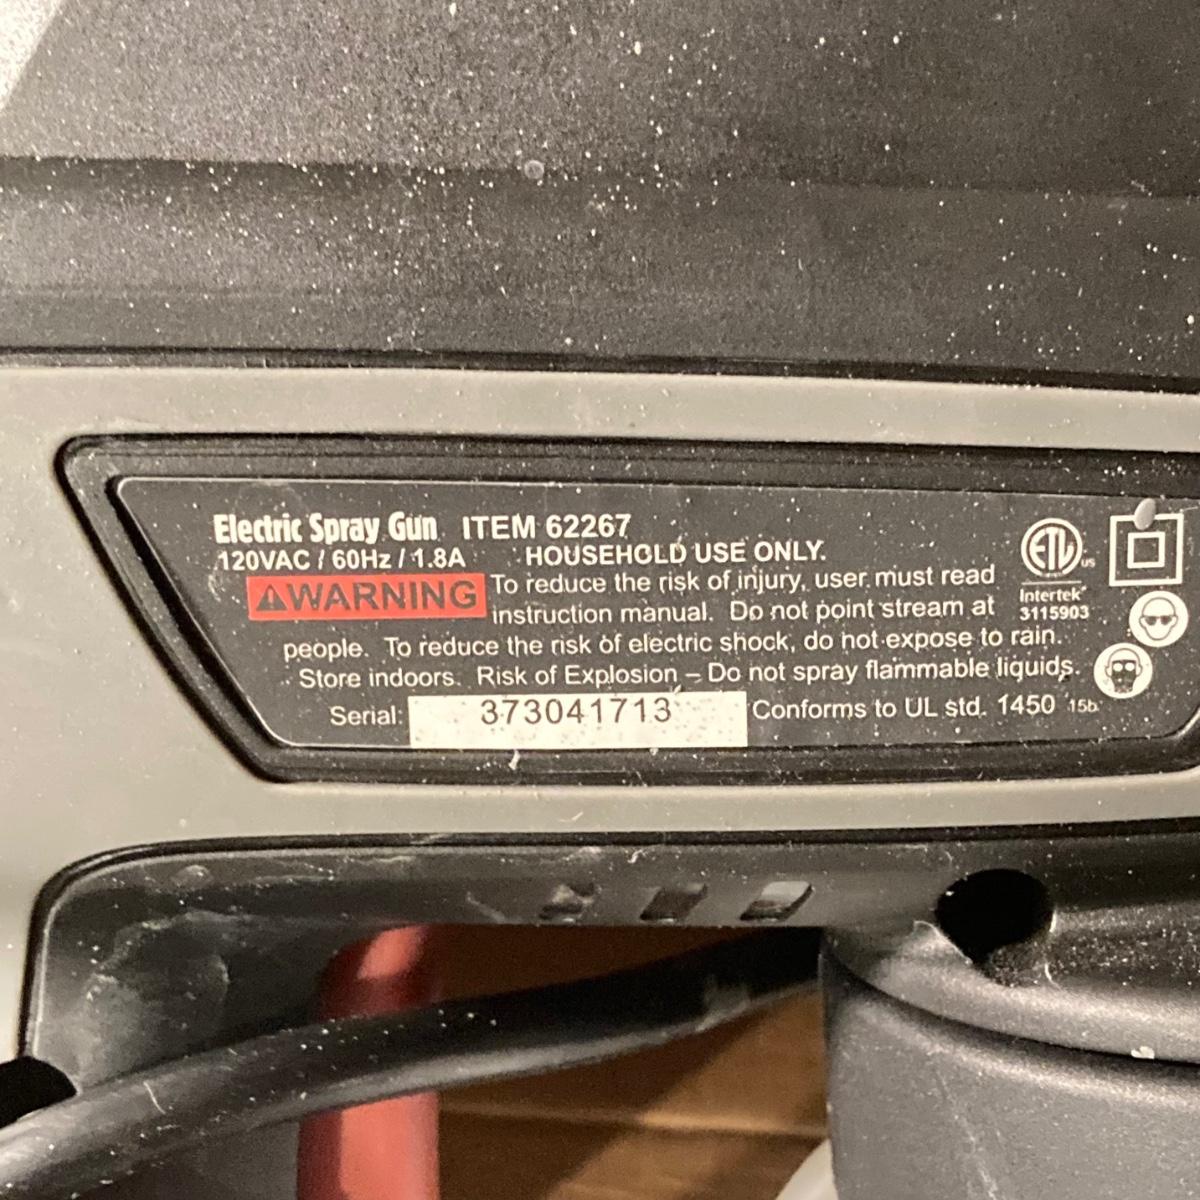 Electric Spray Gun ITEM 62267
120VAC / 60Hz / 1.8A HOUSEHOLD USE ONLY.
WARNING To reduce the risk of injury, user must read
instruction manual. Do not point stream at
people. To reduce the risk of electric shock, do not expose to rain.
Store indoors. Risk of Explosion – Do not spray flammable liquids.
Serial: 373041713 Conforms to UL std. 1450 15b
ETL us
Intertek
3115903